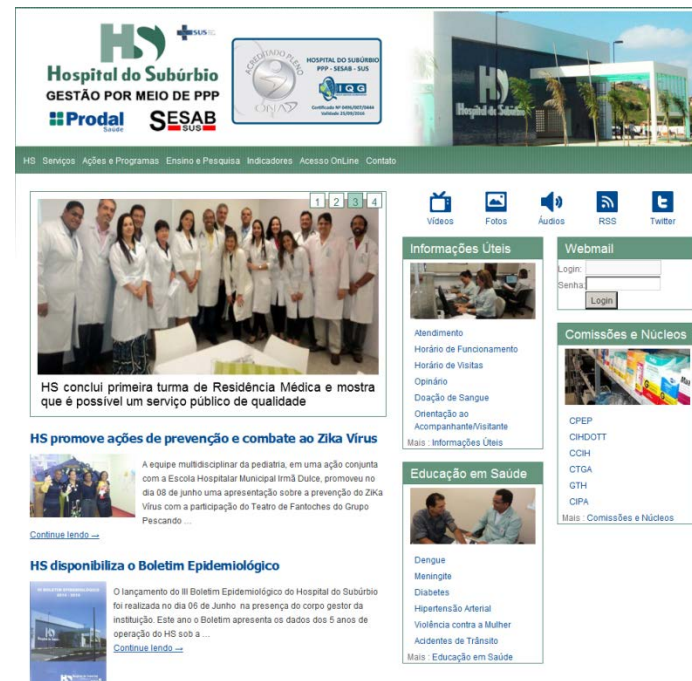 HS
SUS
Hospital do Subúrbio
GESTÃO POR MEIO DE PPP
Prodal
Saúde
SESAB
SUS
ACREDITADO PLENO
ONA
HOSPITAL DO SUBÚRBIO
PPP - SESAB - SUS
IQG
HS
Hospital do Subúrbio
HS Serviços Ações e Programas Ensino e Pesquisa Indicadores Acesso OnLine Contato
1 2 3 4
HS conclui primeira turma de Residência Médica e mostra
que é possível um serviço público de qualidade
HS promove ações de prevenção e combate ao Zika Vírus
A equipe multidisciplinar da pediatria, em uma ação conjunta
com a Escola Hospitalar Municipal Irmã Dulce, promoveu no
dia 08 de junho uma apresentação sobre a prevenção do ZiKa
Vírus com a participação do Teatro de Fantoches do Grupo
Pescando ...
Continue lendo →
HS disponibiliza o Boletim Epidemiológico
O lançamento do III Boletim Epidemiológico do Hospital do Subúrbio
foi realizada no dia 06 de Junho na presença do corpo gestor da
instituição. Este ano o Boletim apresenta os dados dos 5 anos de
operação do HS sob a ...
Continue lendo →
Vídeos Fotos Áudios RSS Twitter
Informações Úteis
Atendimento
Horário de Funcionamento
Horário de Visitas
Opinário
Doação de Sangue
Orientação ao
Acompanhante/Visitante
Mais : Informações Úteis
Educação em Saúde
Dengue
Meningite
Diabetes
Hipertensão Arterial
Violência contra a Mulher
Acidentes de Trânsito
Mais : Educação em Saúde
Webmail
Login:
Senha:
Login
Comissões e Núcleos
CPEP
CIHDOTT
CCIH
CTGA
GTH
CIPA
Mais : Comissões e Núcleos